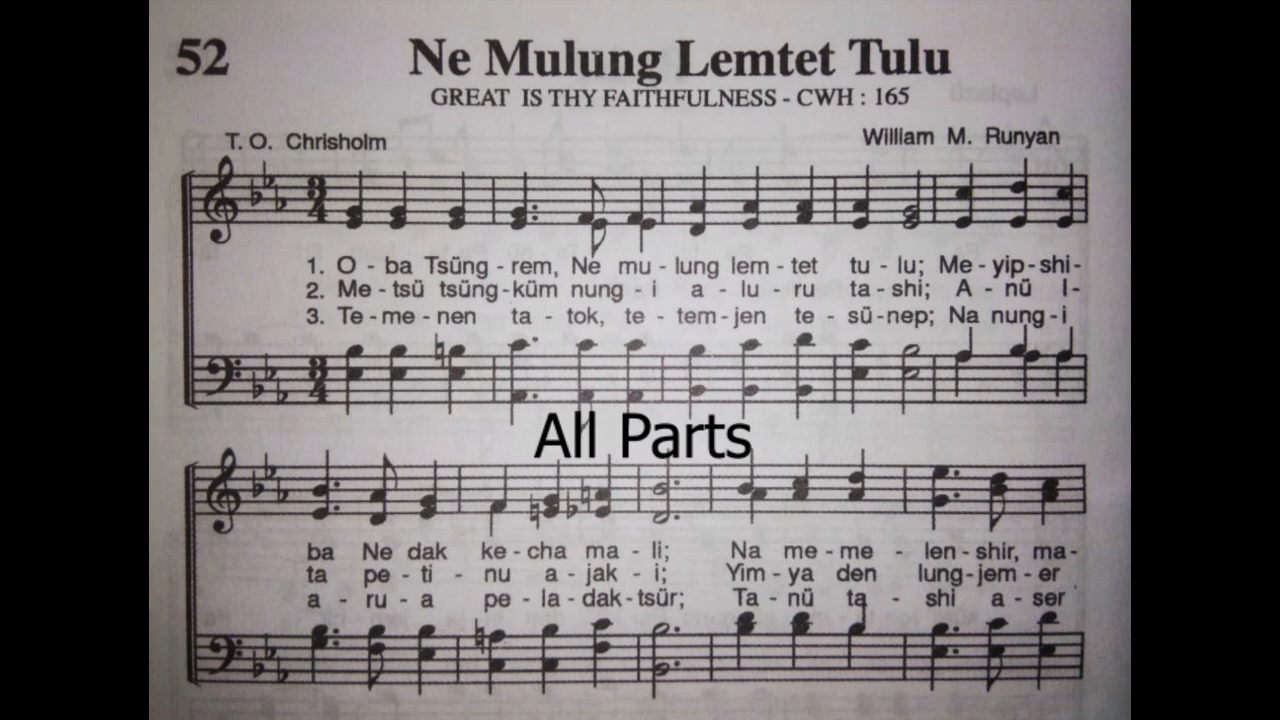 52 Ne Mulung Lemtet Tulu
GREAT IS THY FAITHFULNESS - CWH : 165
T. O. Chrisholm William M. Runyan
1. O - ba Tsüng - rem, Ne mu - lung lem - tet tu - lu; Me - yip - shi -
2. Me - tsü tsüng - küm nung - i a - lu - ru ta - shi; A - nü I -
3. Te - me - nen ta - tok, te - tem - jen te - sü - nep; Na nung - i
All Parts
ba Ne dak ke - cha ma - li; Na me - me - len - shir, ma -
ta pe - ti - nu a - jak - i; Yim - ya den lung - jem - er
a - ru - a pe - la - dak - tsür; Ta - nü ta - shi a - ser